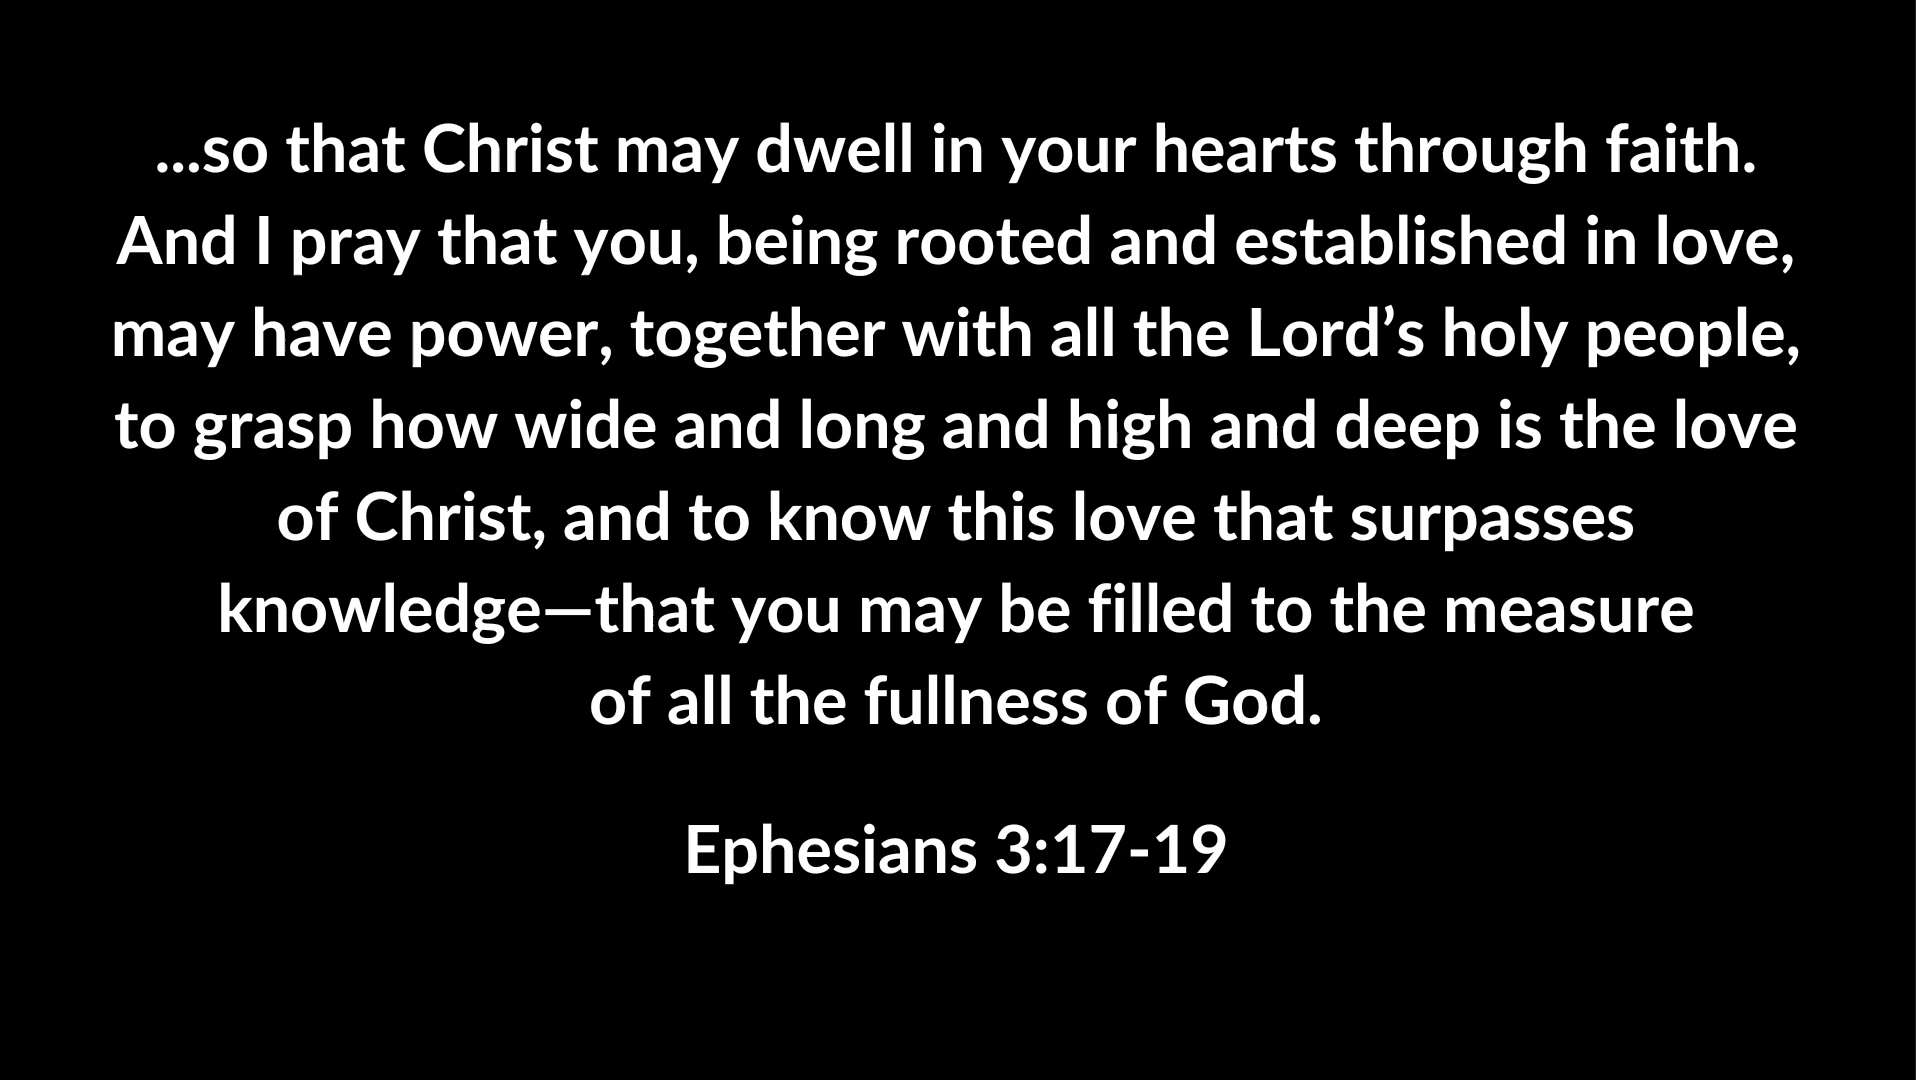 ...so that Christ may dwell in your hearts through faith.
And I pray that you, being rooted and established in love,
may have power, together with all the Lord’s holy people,
to grasp how wide and long and high and deep is the love
of Christ, and to know this love that surpasses
knowledge—that you may be filled to the measure
of all the fullness of God.
Ephesians 3:17-19